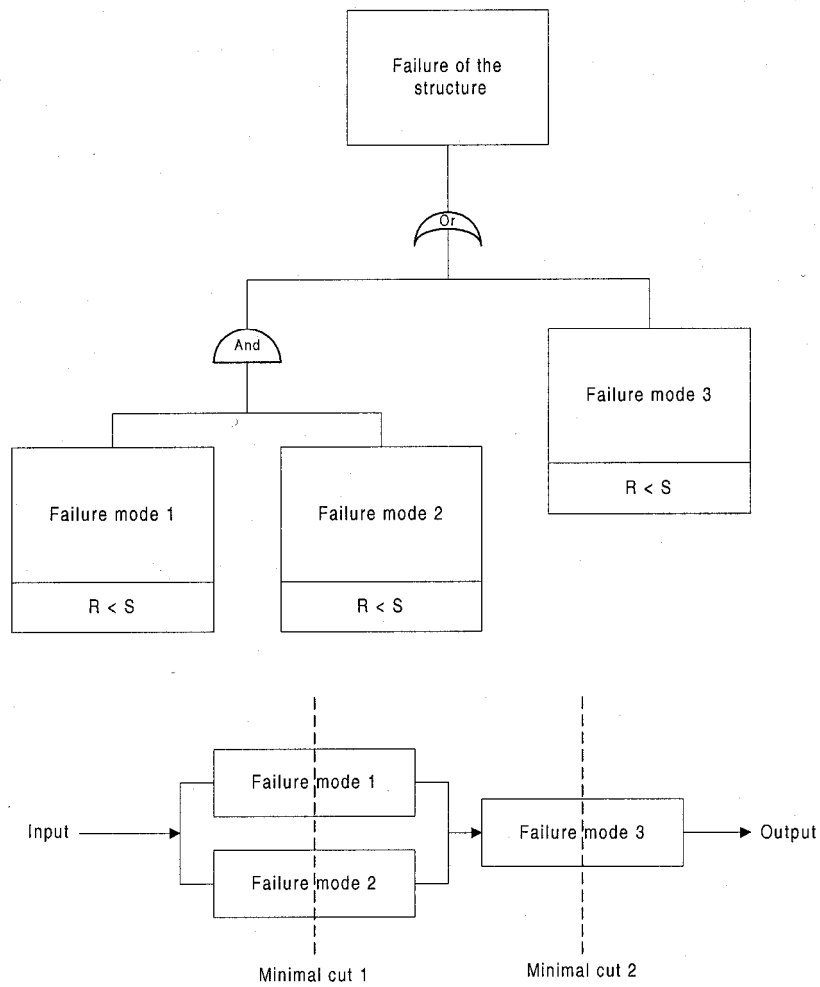 Failure of the
structure
Or
And
Failure mode 3
R < S
Failure mode 1
Failure mode 2
R < S
R < S
Failure mode 1
Input
Failure mode 3
Output
Failure mode 2
Minimal cut 1
Minimal cut 2